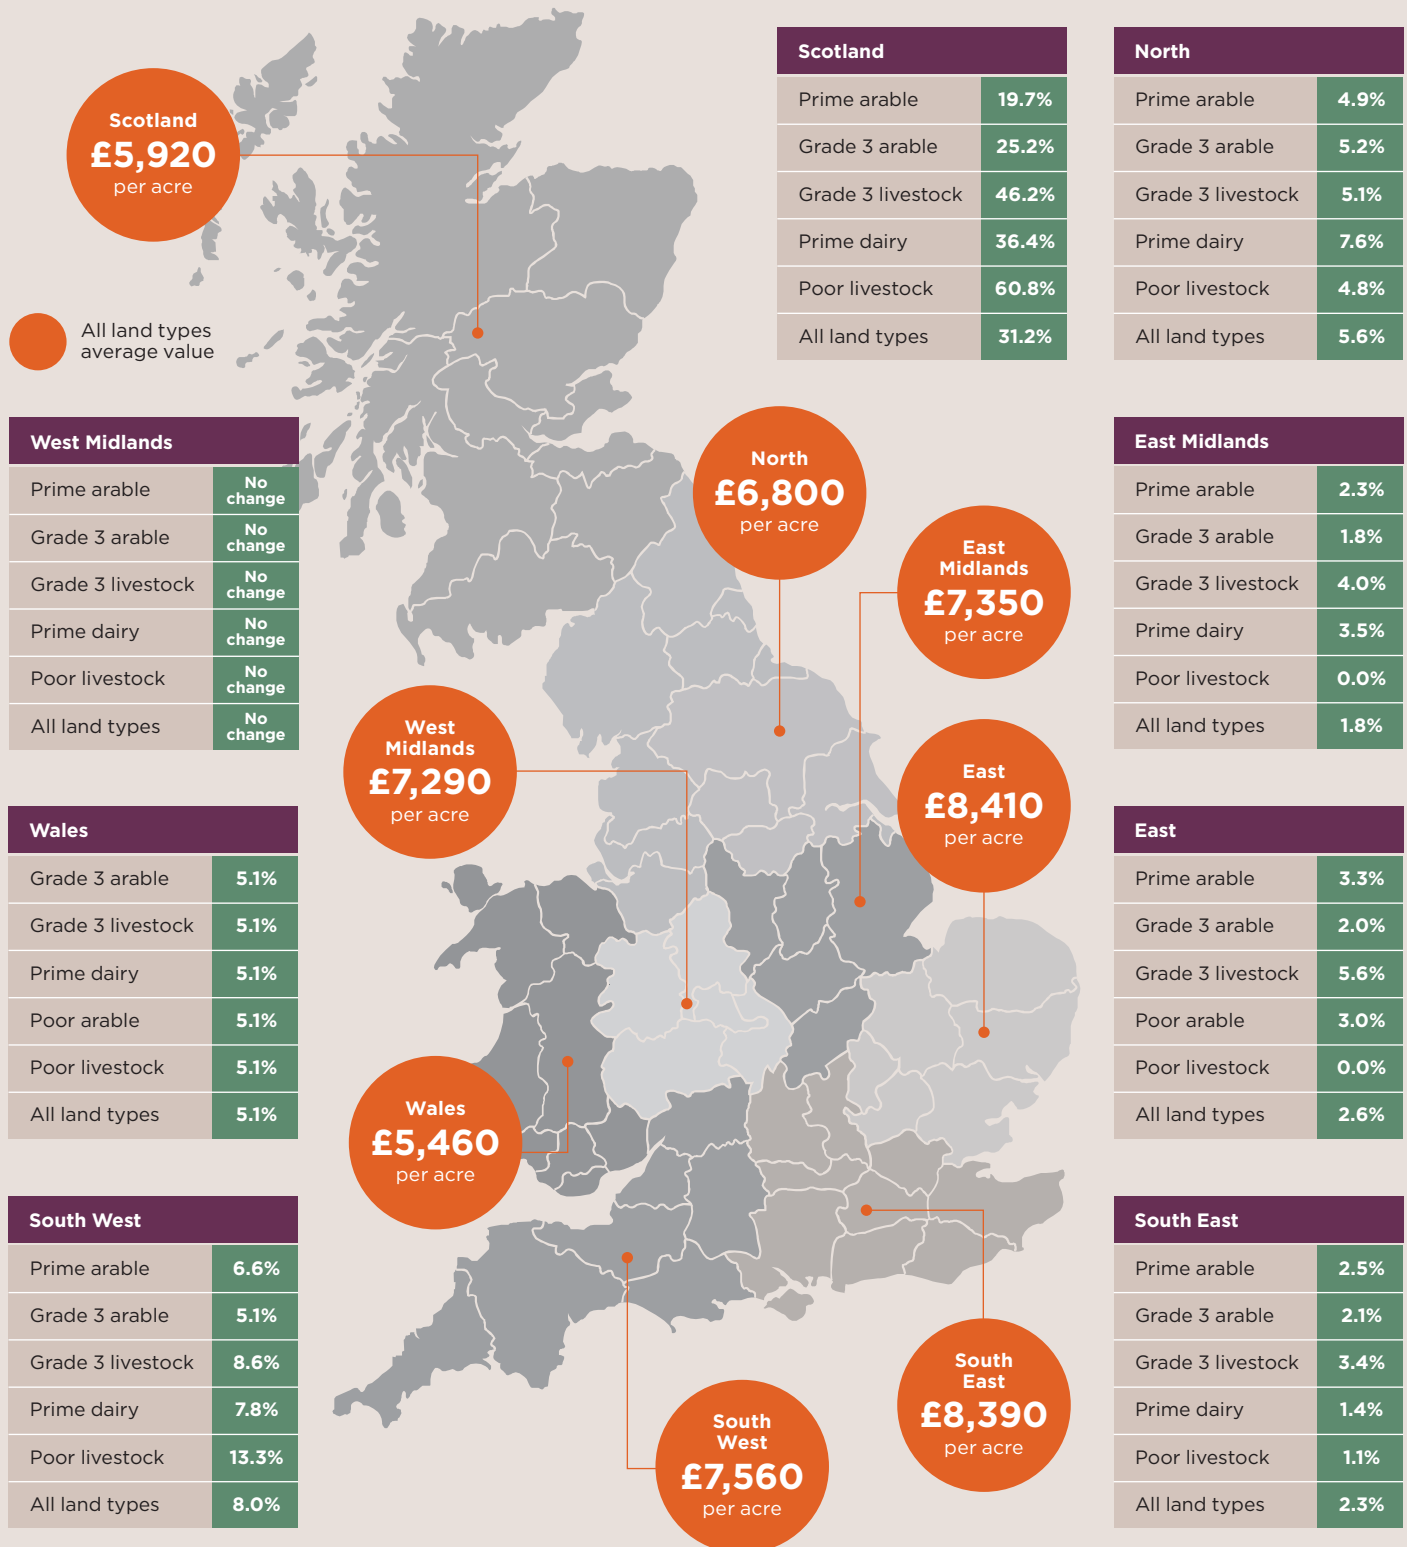 Scotland
£5,920
per acre
All land types
average value
Scotland
Prime arable 19.7%
Grade 3 arable 25.2%
Grade 3 livestock 46.2%
Prime dairy 36.4%
Poor livestock 60.8%
All land types 31.2%
North
Prime arable 4.9%
Grade 3 arable 5.2%
Grade 3 livestock 5.1%
Prime dairy 7.6%
Poor livestock 4.8%
All land types 5.6%
West Midlands
Prime arable No change
Grade 3 arable No change
Grade 3 livestock No change
Prime dairy No change
Poor livestock No change
All land types No change
North
£6,800
per acre
East
Midlands
£7,350
per acre
East Midlands
Prime arable 2.3%
Grade 3 arable 1.8%
Grade 3 livestock 4.0%
Prime dairy 3.5%
Poor livestock 0.0%
All land types 1.8%
West
Midlands
£7,290
per acre
East
£8,410
per acre
Wales
Grade 3 arable 5.1%
Grade 3 livestock 5.1%
Prime dairy 5.1%
Poor arable 5.1%
Poor livestock 5.1%
All land types 5.1%
East
Prime arable 3.3%
Grade 3 arable 2.0%
Grade 3 livestock 5.6%
Poor arable 3.0%
Poor livestock 0.0%
All land types 2.6%
Wales
£5,460
per acre
South West
Prime arable 6.6%
Grade 3 arable 5.1%
Grade 3 livestock 8.6%
Prime dairy 7.8%
Poor livestock 13.3%
All land types 8.0%
South
West
£7,560
per acre
South
East
£8,390
per acre
South East
Prime arable 2.5%
Grade 3 arable 2.1%
Grade 3 livestock 3.4%
Prime dairy 1.4%
Poor livestock 1.1%
All land types 2.3%